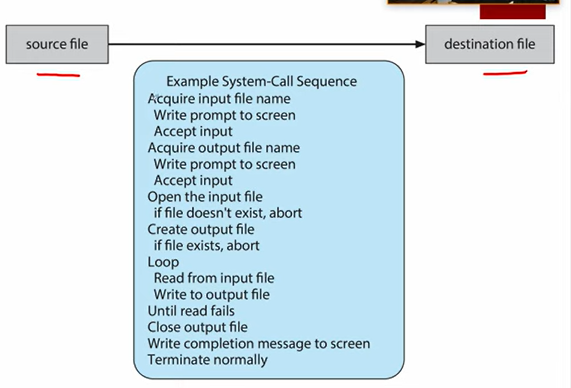 source file
destination file
Example System-Call Sequence
Acquire input file name
Write prompt to screen
Accept input
Acquire output file name
Write prompt to screen
Accept input
Open the input file
if file doesn't exist, abort
Create output file
if file exists, abort
Loop
Read from input file
Write to output file
Until read fails
Close output file
Write completion message to screen
Terminate normally